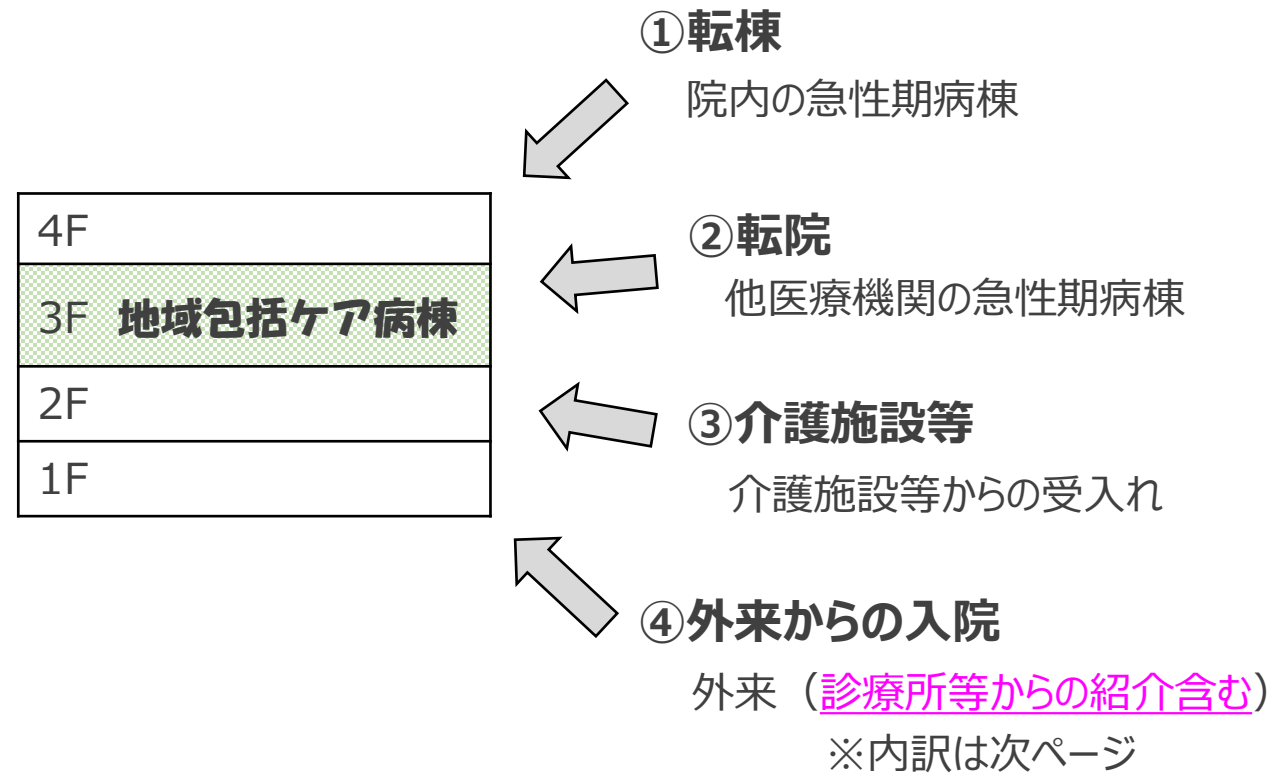 ①転棟
院内の急性期病棟
4F
3F 地域包括ケア病棟
2F
1F
②転院
他医療機関の急性期病棟
③介護施設等
介護施設等からの受入れ
④外来からの入院
外来（診療所等からの紹介含む）
※内訳は次ページ